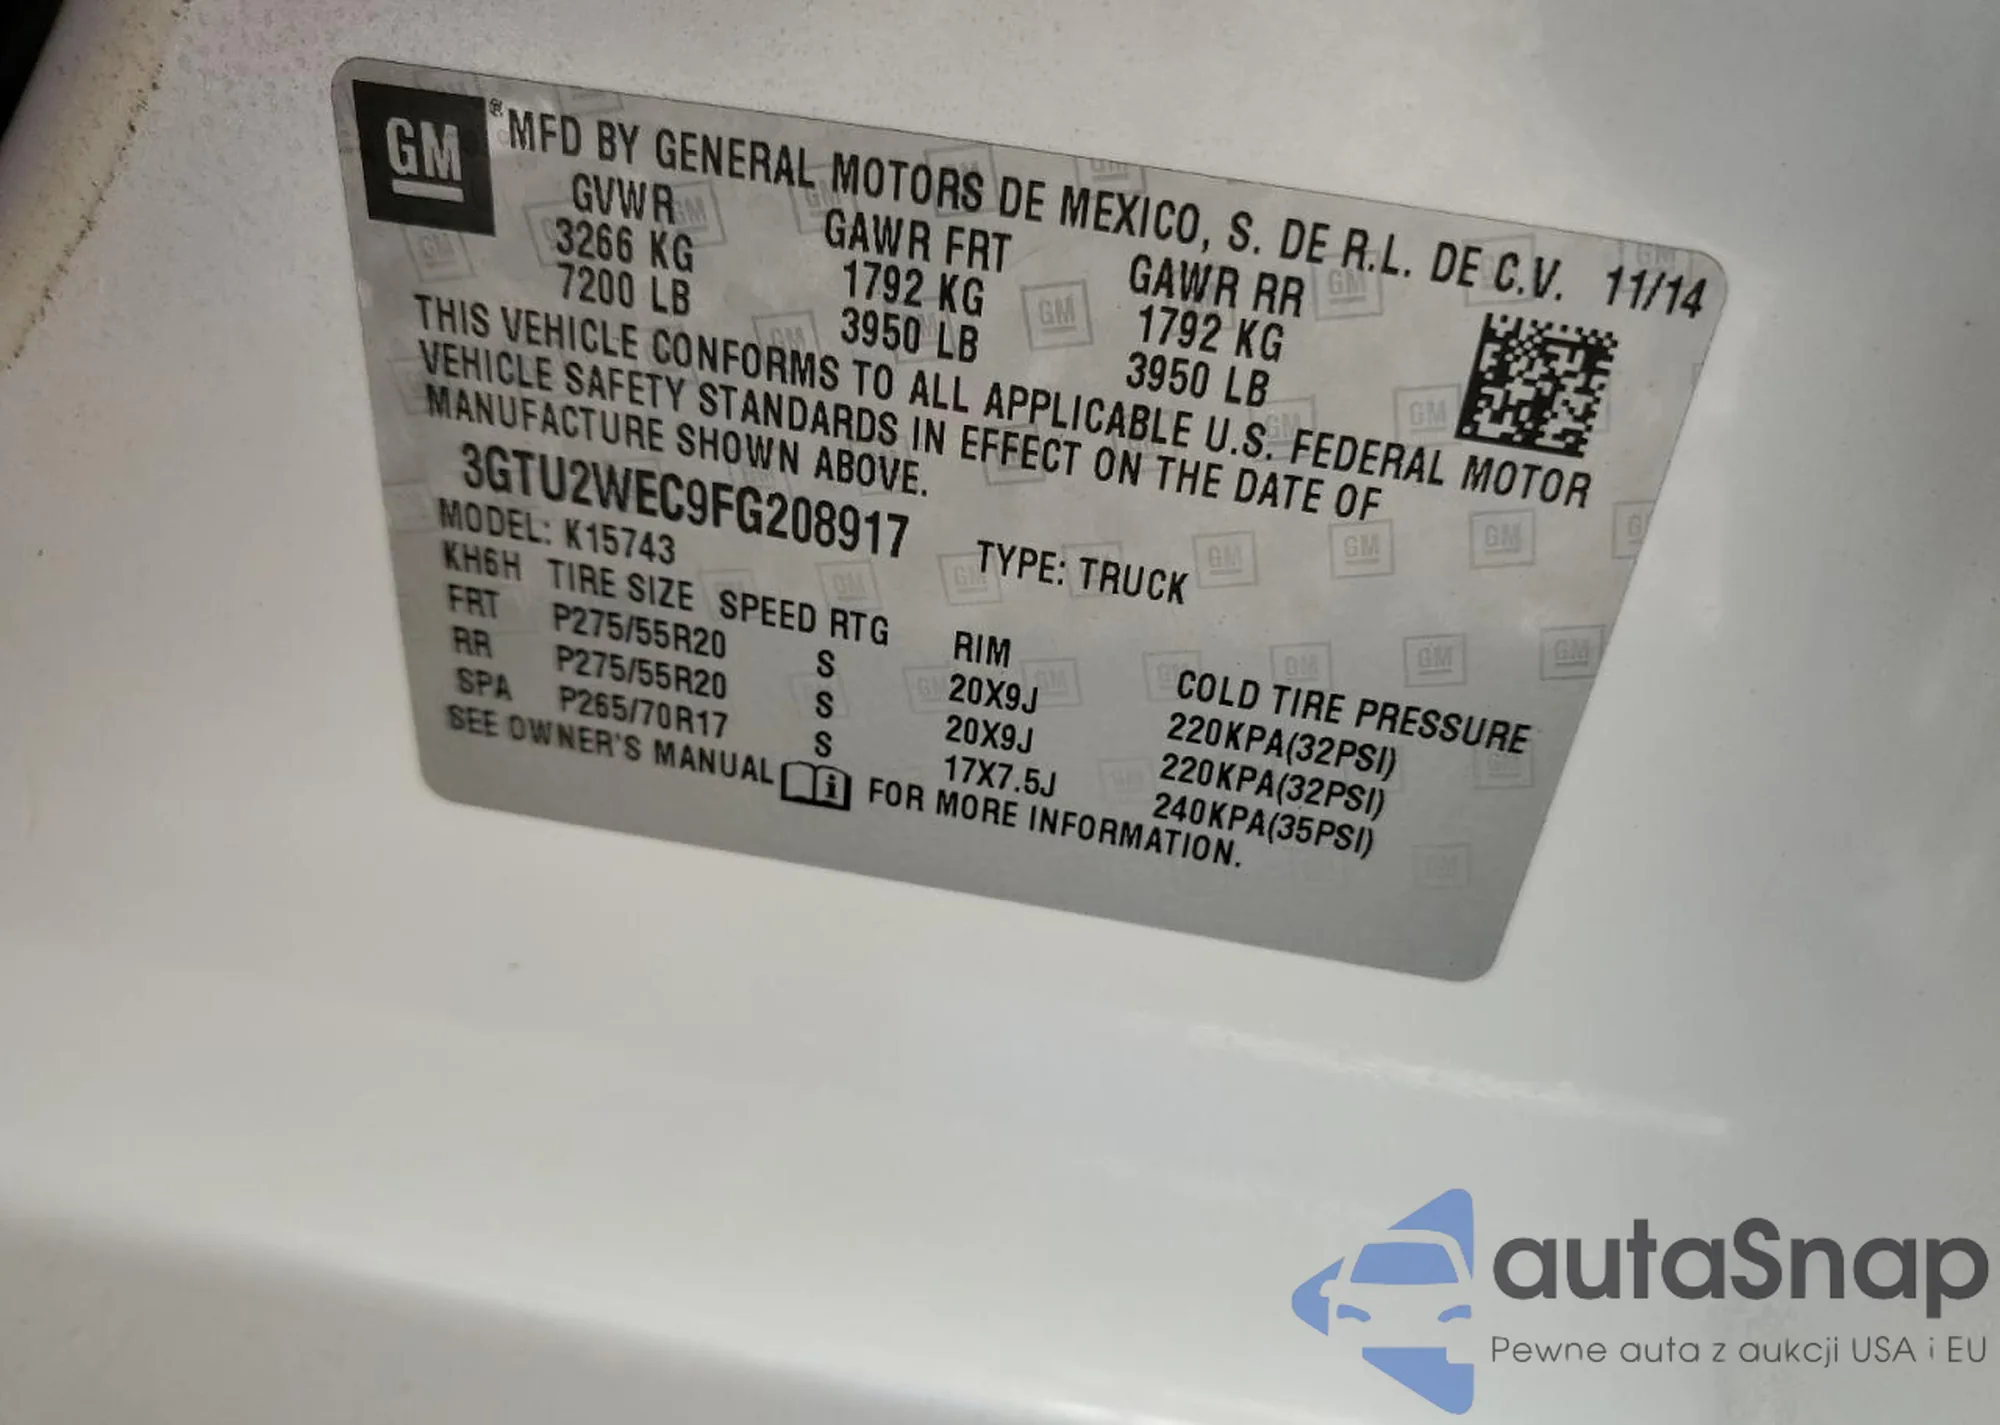 GM ® MFD BY GENERAL MOTORS DE MEXICO, S. DE R.L. DE C.V. 11/14
GVWR GAWR FRT GAWR RR
3266 KG 1792 KG 1792 KG
7200 LB 3950 LB 3950 LB
THIS VEHICLE CONFORMS TO ALL APPLICABLE U.S. FEDERAL MOTOR
VEHICLE SAFETY STANDARDS IN EFFECT ON THE DATE OF
MANUFACTURE SHOWN ABOVE.
3GTU2WEC9FG208917 TYPE: TRUCK
MODEL: K15743
KH6H TIRE SIZE SPEED RTG RIM COLD TIRE PRESSURE
FRT P275/55R20 S 20X9J 220KPA(32PSI)
RR P275/55R20 S 20X9J 220KPA(32PSI)
SPA P265/70R17 S 17X7.5J 240KPA(35PSI)
SEE OWNER'S MANUAL i FOR MORE INFORMATION.
autaSnap
Pewne auta z aukcji USA i EU